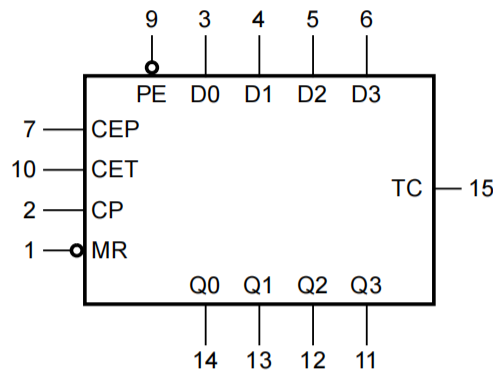 9 3 4 5 6
PE D0 D1 D2 D3
7 CEP
10 CET
TC 15
2 CP
1 MR
Q0 Q1 Q2 Q3
14 13 12 11